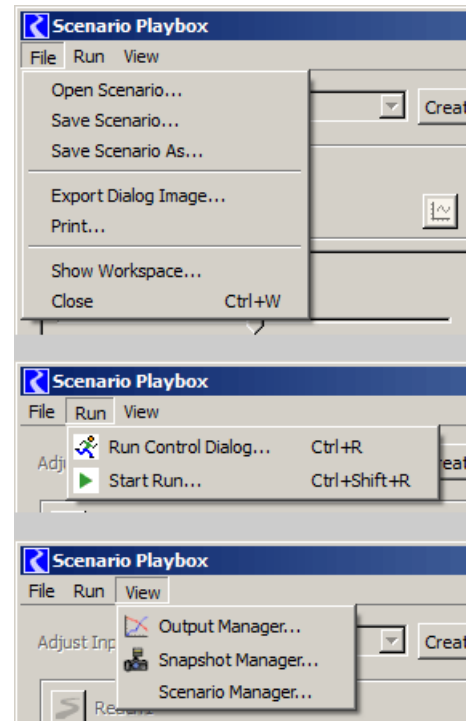 Scenario Playbox
File Run View
Open Scenario...
Save Scenario...
Save Scenario As...
Export Dialog Image...
Print...
Show Workspace...
Close Ctrl+W
Creat
Scenario Playbox
File Run View
Run Control Dialog... Ctrl+R
Start Run... Ctrl+Shift+R
Adj
reat
Scenario Playbox
File Run View
Output Manager...
Snapshot Manager...
Scenario Manager...
Adjust Inp
Creat